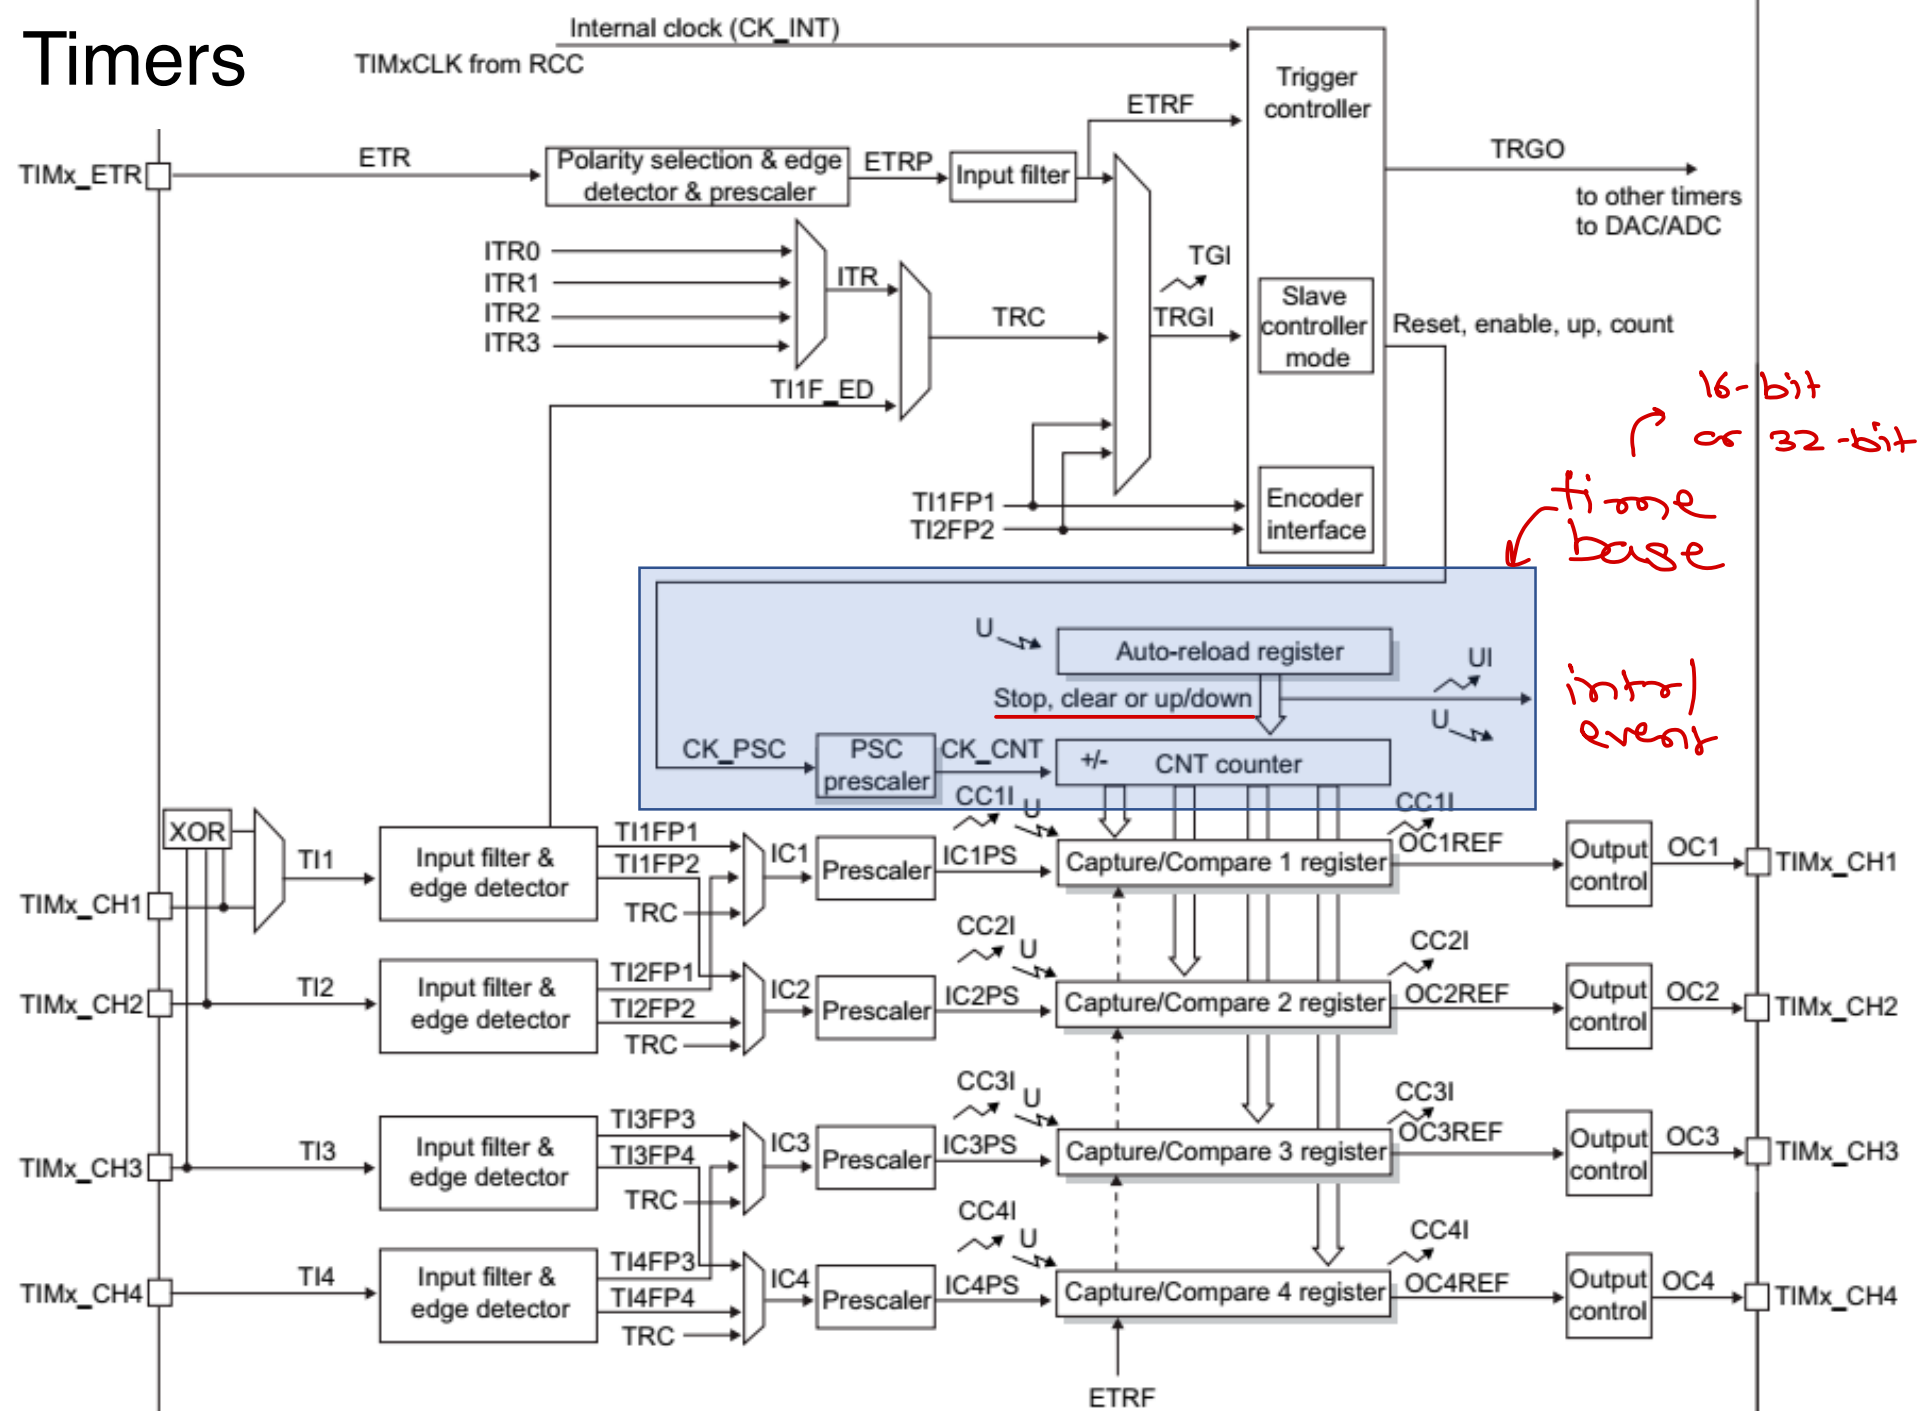 Timers
Internal clock (CK_INT)
TIMxCLK from RCC
Trigger
controller
ETRF
TIMx_ETR
ETR
Polarity selection & edge
detector & prescaler
ETRP
Input filter
TRGO
to other timers
to DAC/ADC
ITR0
ITR1
ITR2
ITR3
ITR
TRC
TGI
TRGI
Slave
controller
mode
Reset, enable, up, count
TI1F_ED
16-bit
or 32-bit
TI1FP1
TI2FP2
Encoder
interface
time
base
U
Auto-reload register
UI
Stop, clear or up/down
U
intr/
event
CK_PSC
PSC
prescaler
CK_CNT
+/-
CNT counter
XOR
TI1
TIMx_CH1
Input filter &
edge detector
TI1FP1
TI1FP2
TRC
IC1
Prescaler
IC1PS
CC1I
U
Capture/Compare 1 register
CC1I
OC1REF
Output
control
OC1
TIMx_CH1
TIMx_CH2
TI2
Input filter &
edge detector
TI2FP1
TI2FP2
TRC
IC2
Prescaler
IC2PS
CC2I
U
Capture/Compare 2 register
CC2I
OC2REF
Output
control
OC2
TIMx_CH2
TIMx_CH3
TI3
Input filter &
edge detector
TI3FP3
TI3FP4
TRC
IC3
Prescaler
IC3PS
CC3I
U
Capture/Compare 3 register
CC3I
OC3REF
Output
control
OC3
TIMx_CH3
TIMx_CH4
TI4
Input filter &
edge detector
TI4FP3
TI4FP4
TRC
IC4
Prescaler
IC4PS
CC4I
U
Capture/Compare 4 register
CC4I
OC4REF
Output
control
OC4
TIMx_CH4
ETRF